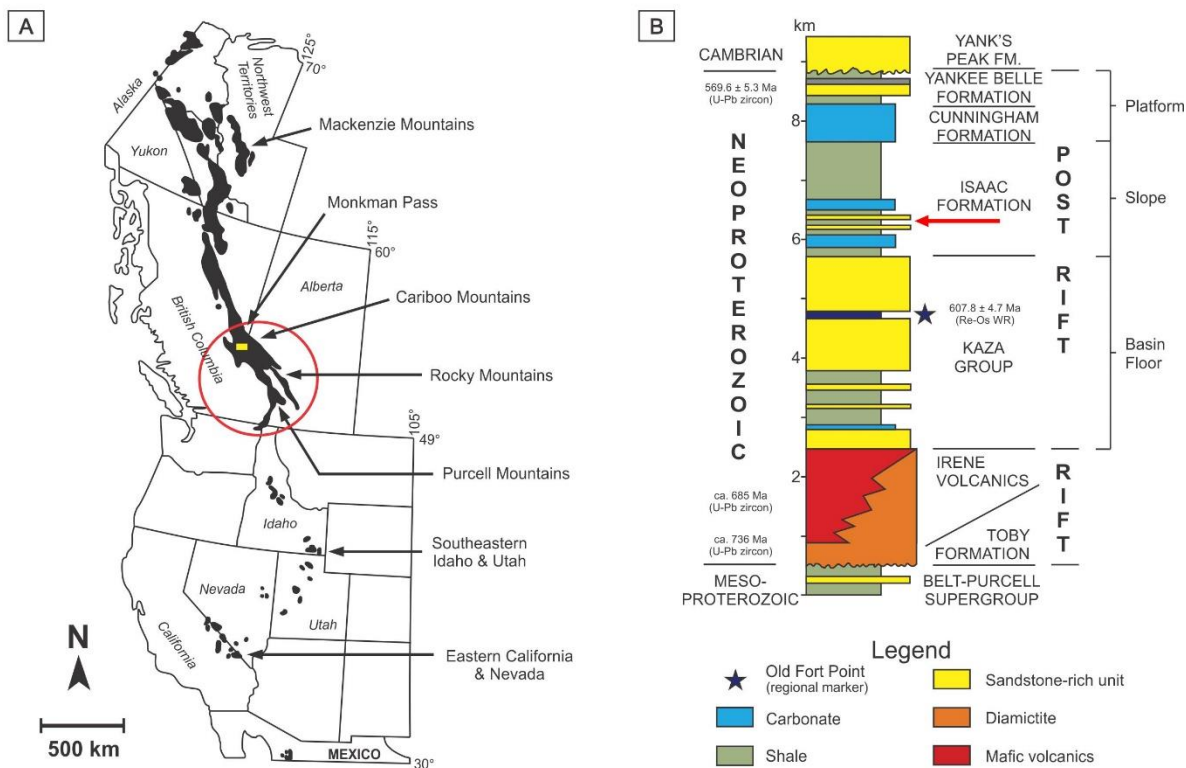 A
Alaska
125°
70°
Northwest
Territories
Yukon
Mackenzie Mountains
Monkman Pass
115°
60°
Alberta
British Columbia
Cariboo Mountains
Rocky Mountains
105°
49°
Purcell Mountains
Idaho
Southeastern
Idaho & Utah
Nevada
Utah
California
Eastern California
& Nevada
N
500 km
MEXICO
30°
B
km
8
6
4
2
CAMBRIAN
569.6 ± 5.3 Ma
(U-Pb zircon)
NEOPROTEROZOIC
ca. 685 Ma
(U-Pb zircon)
ca. 736 Ma
(U-Pb zircon)
MESO-
PROTEROZOIC
YANK'S
PEAK FM.
YANKEE BELLE
FORMATION
CUNNINGHAM
FORMATION
ISAAC
FORMATION
607.8 ± 4.7 Ma
(Re-Os WR)
KAZA
GROUP
IRENE
VOLCANICS
TOBY
FORMATION
BELT-PURCELL
SUPERGROUP
POST
RIFT
RIFT
Platform
Slope
Basin
Floor
Legend
Old Fort Point
(regional marker)
Carbonate
Shale
Sandstone-rich unit
Diamictite
Mafic volcanics